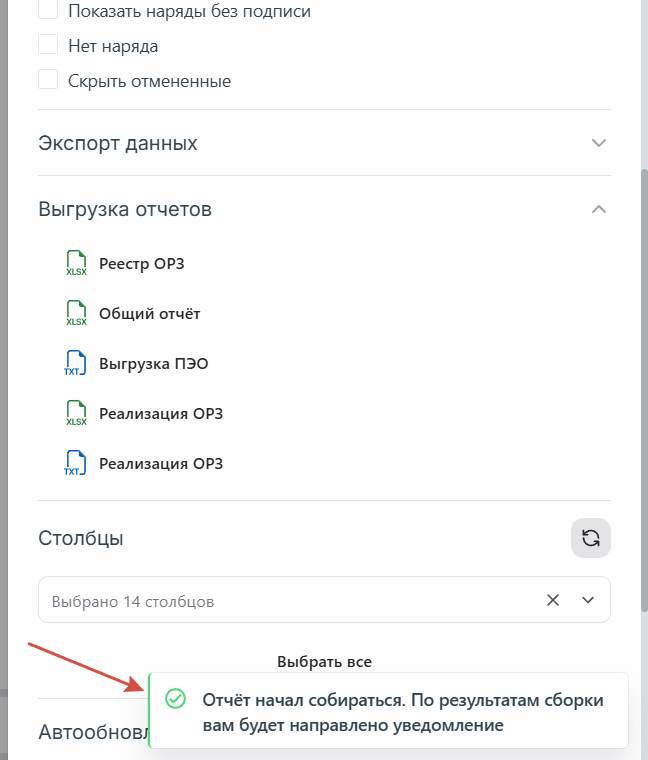 Показать наряды без подписи
Нет наряда
Скрыть отмененные
Экспорт данных
Выгрузка отчетов
XLSX Реестр ОРЗ
XLSX Общий отчёт
TXT Выгрузка ПЭО
XLSX Реализация ОРЗ
TXT Реализация ОРЗ
Столбцы
Выбрано 14 столбцов
Выбрать все
Отчёт начал собираться. По результатам сборки
вам будет направлено уведомление
Автообновл